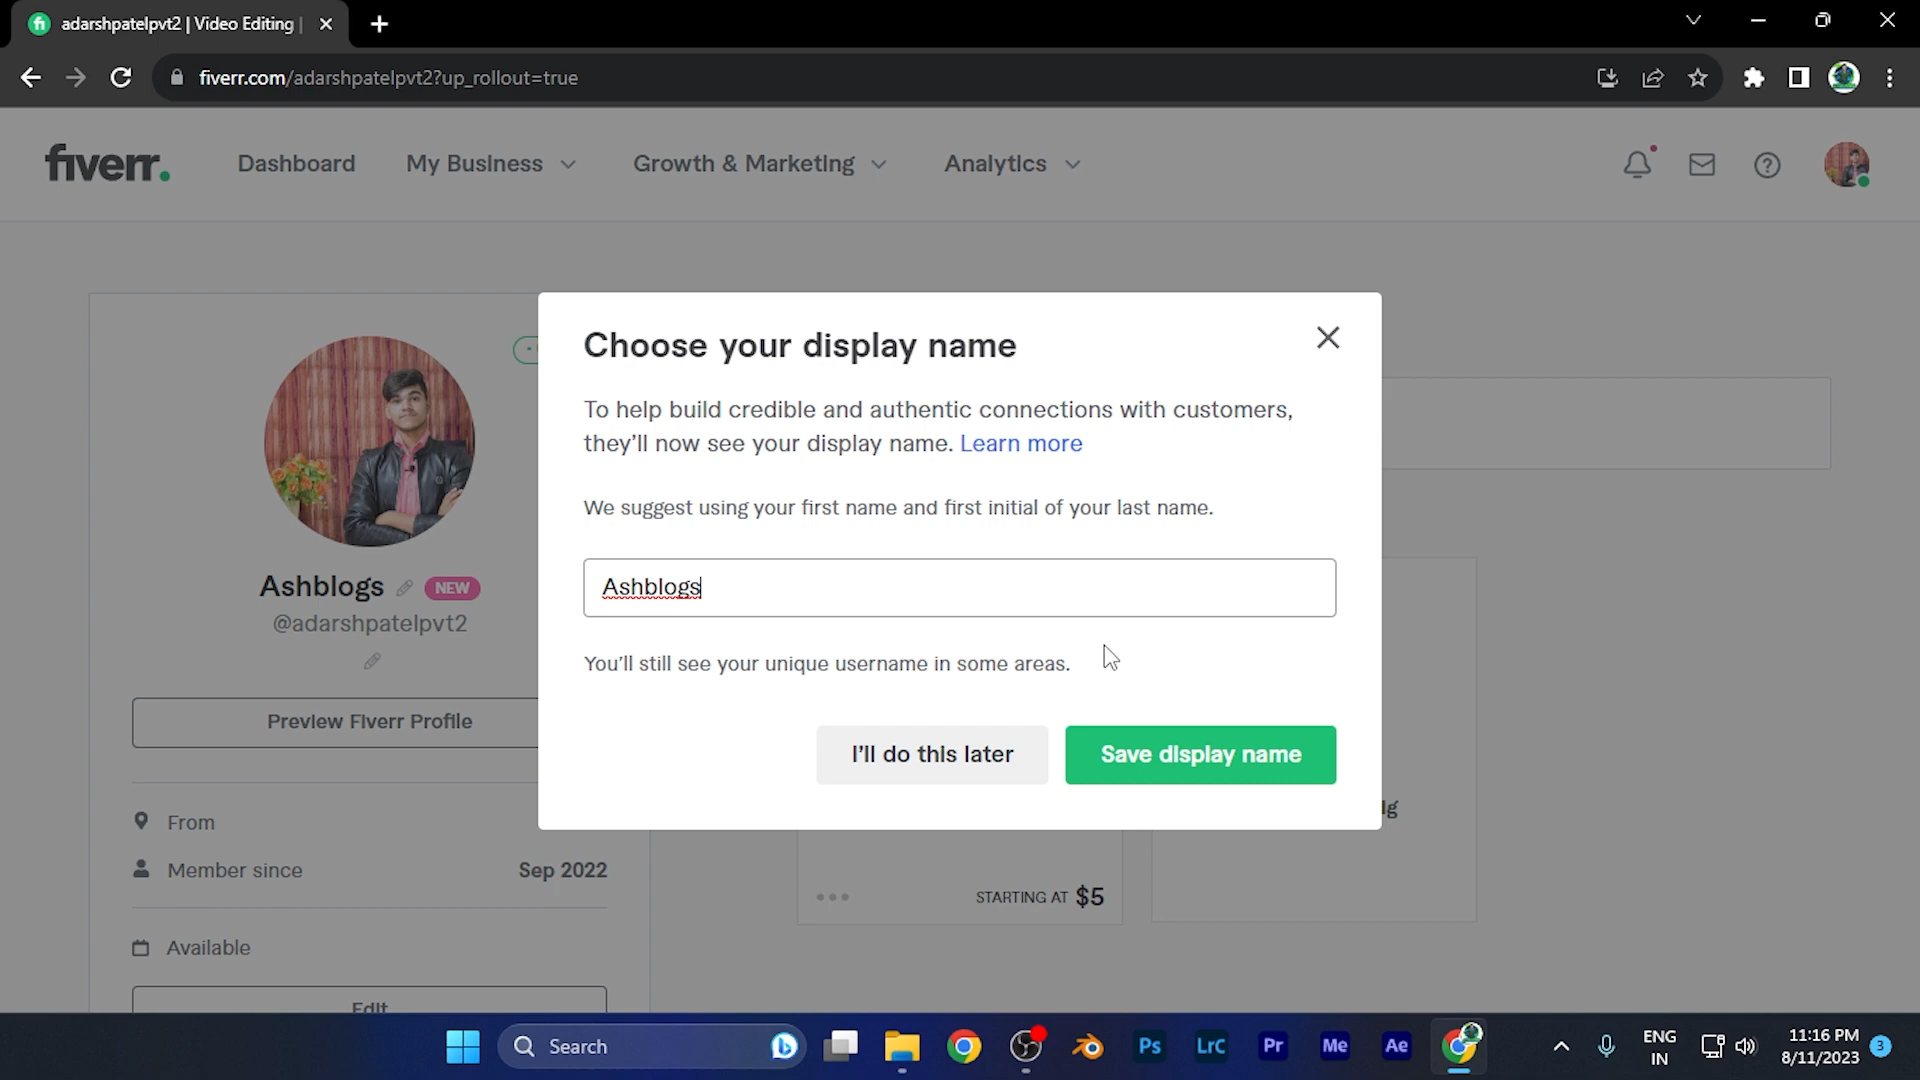 adarshpatelpvt2 | Video Editing |
fiverr.com/adarshpatelpvt2?up_rollout=true
fiverr.
Dashboard
My Business
Growth & Marketing
Analytics
Choose your display name
To help build credible and authentic connections with customers,
they'll now see your display name. Learn more
We suggest using your first name and first initial of your last name.
Ashblogs
You'll still see your unique username in some areas.
I'll do this later
Save display name
Ashblogs
NEW
@adarshpatelpvt2
Preview Fiverr Profile
From
Member since
Sep 2022
Available
Edit
STARTING AT $5
Search
Ps
LrC
Pr
Me
Ae
ENG
IN
11:16 PM
8/11/2023
3